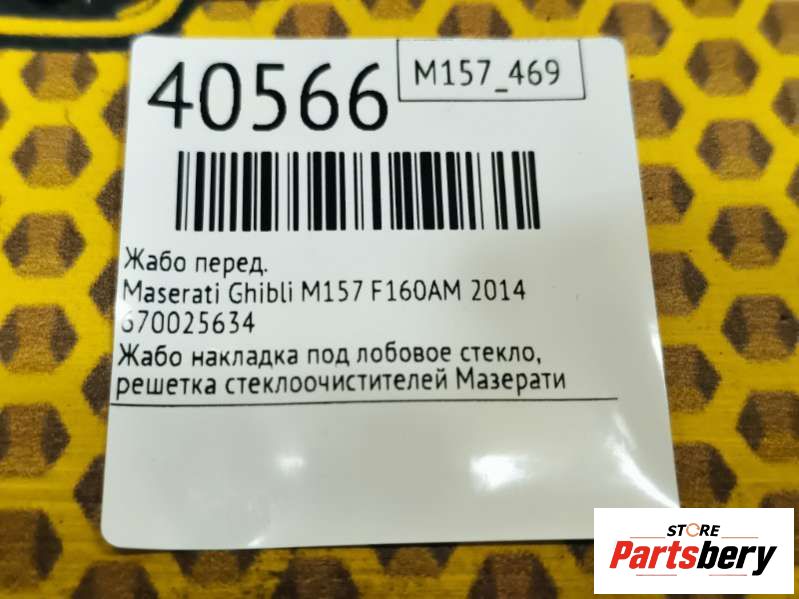 40566
M157_469
Жабо перед.
Maserati Ghibli M157 F160AM 2014
670025634
Жабо накладка под лобовое стекло,
решетка стеклоочистителей Мазерати
STORE
Partsbery